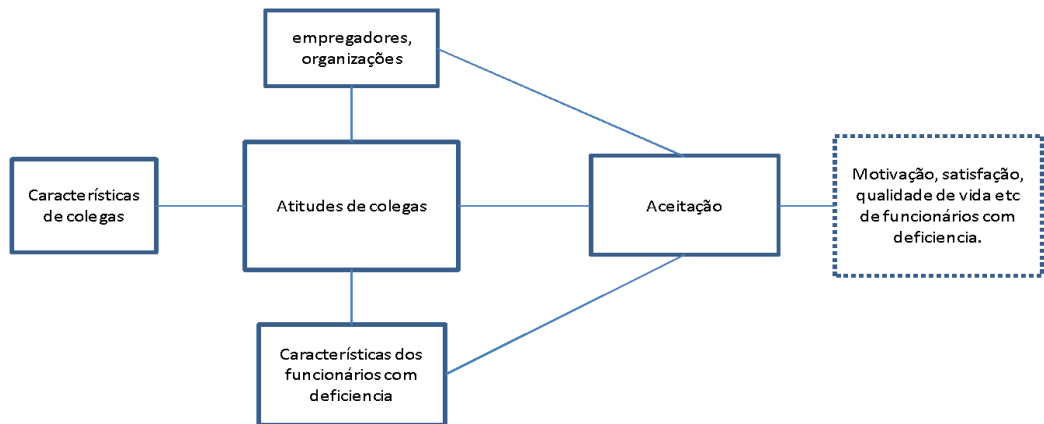 empregadores,
organizações
Características
de colegas
Atitudes de colegas
Aceitação
Motivação, satisfação,
qualidade de vida etc
de funcionários com
deficiencia.
Características dos
funcionários com
deficiencia